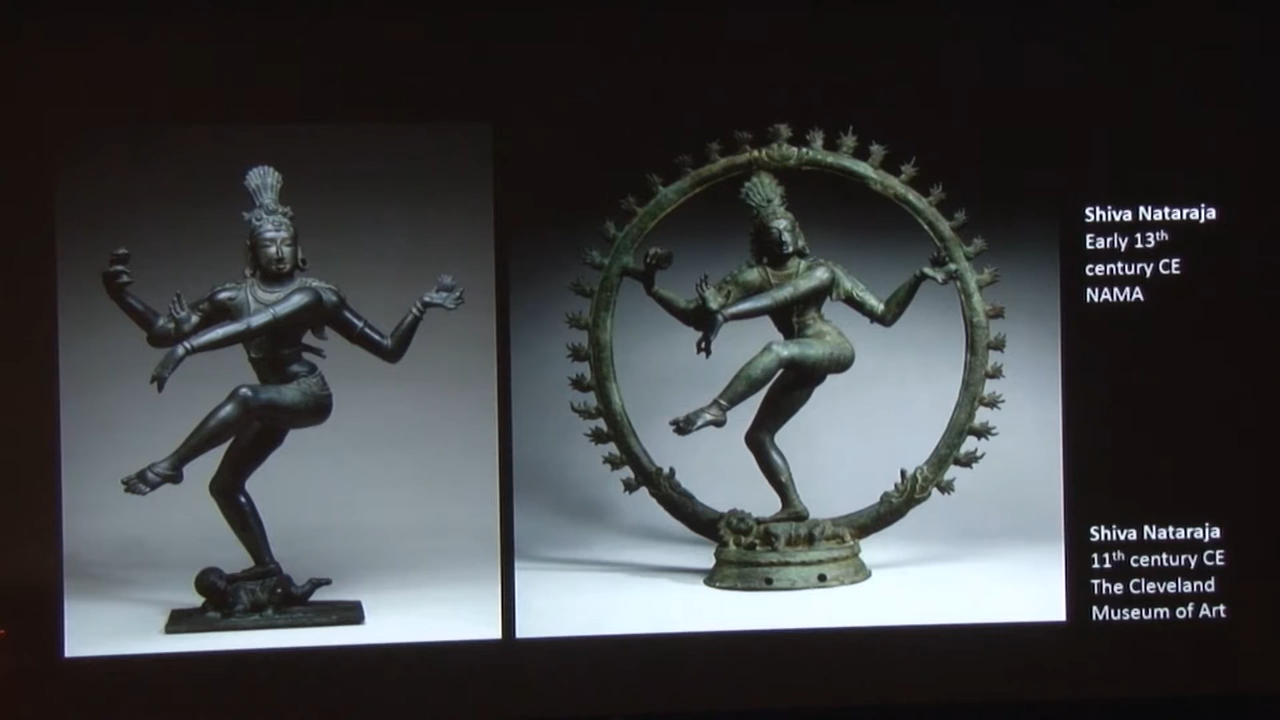 Shiva Nataraja
Early 13th
century CE
NAMA
Shiva Nataraja
11th century CE
The Cleveland
Museum of Art